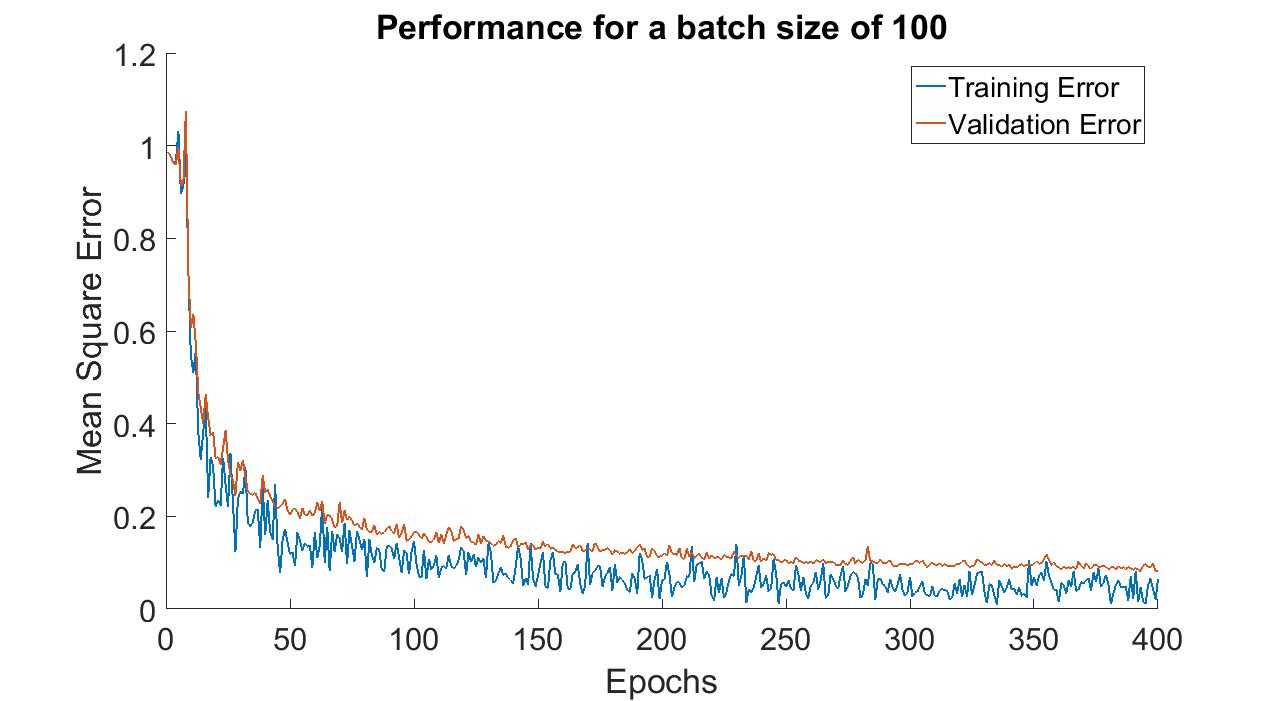 Performance for a batch size of 100
1.2
1
0.8
0.6
0.4
0.2
0
Mean Square Error
Training Error
Validation Error
0 50 100 150 200 250 300 350 400
Epochs